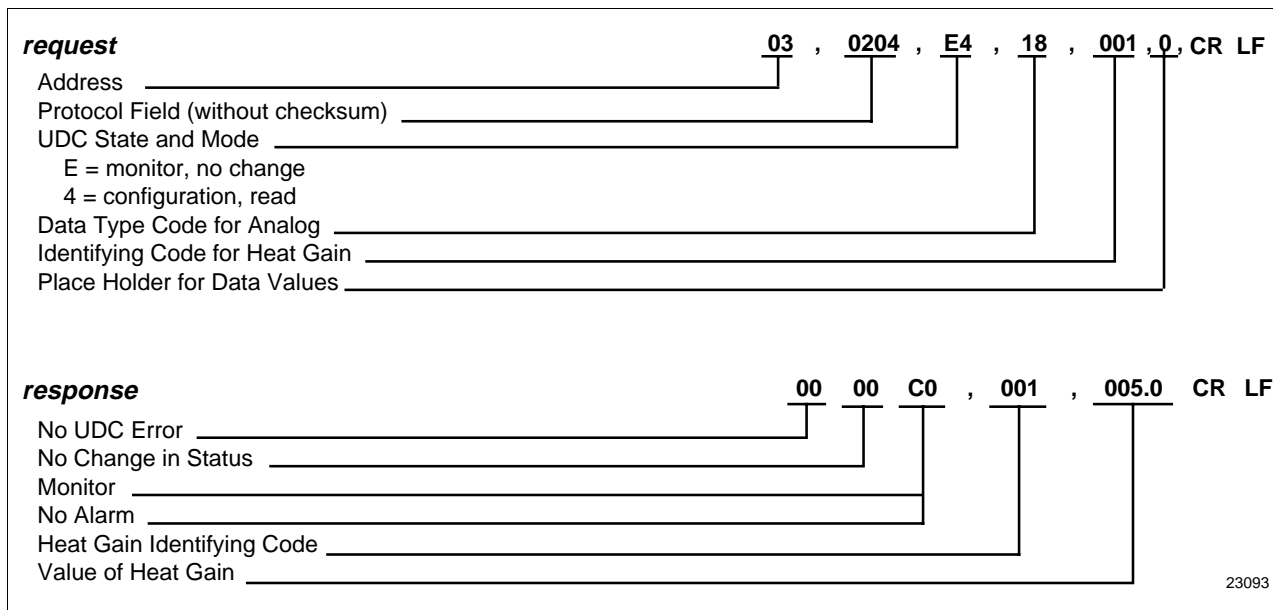 request 03 , 0204 , E4 , 18 , 001 , 0 , CR LF
Address
Protocol Field (without checksum)
UDC State and Mode
E = monitor, no change
4 = configuration, read
Data Type Code for Analog
Identifying Code for Heat Gain
Place Holder for Data Values
response 00 00 C0 , 001 , 005.0 CR LF
No UDC Error
No Change in Status
Monitor
No Alarm
Heat Gain Identifying Code
Value of Heat Gain
23093